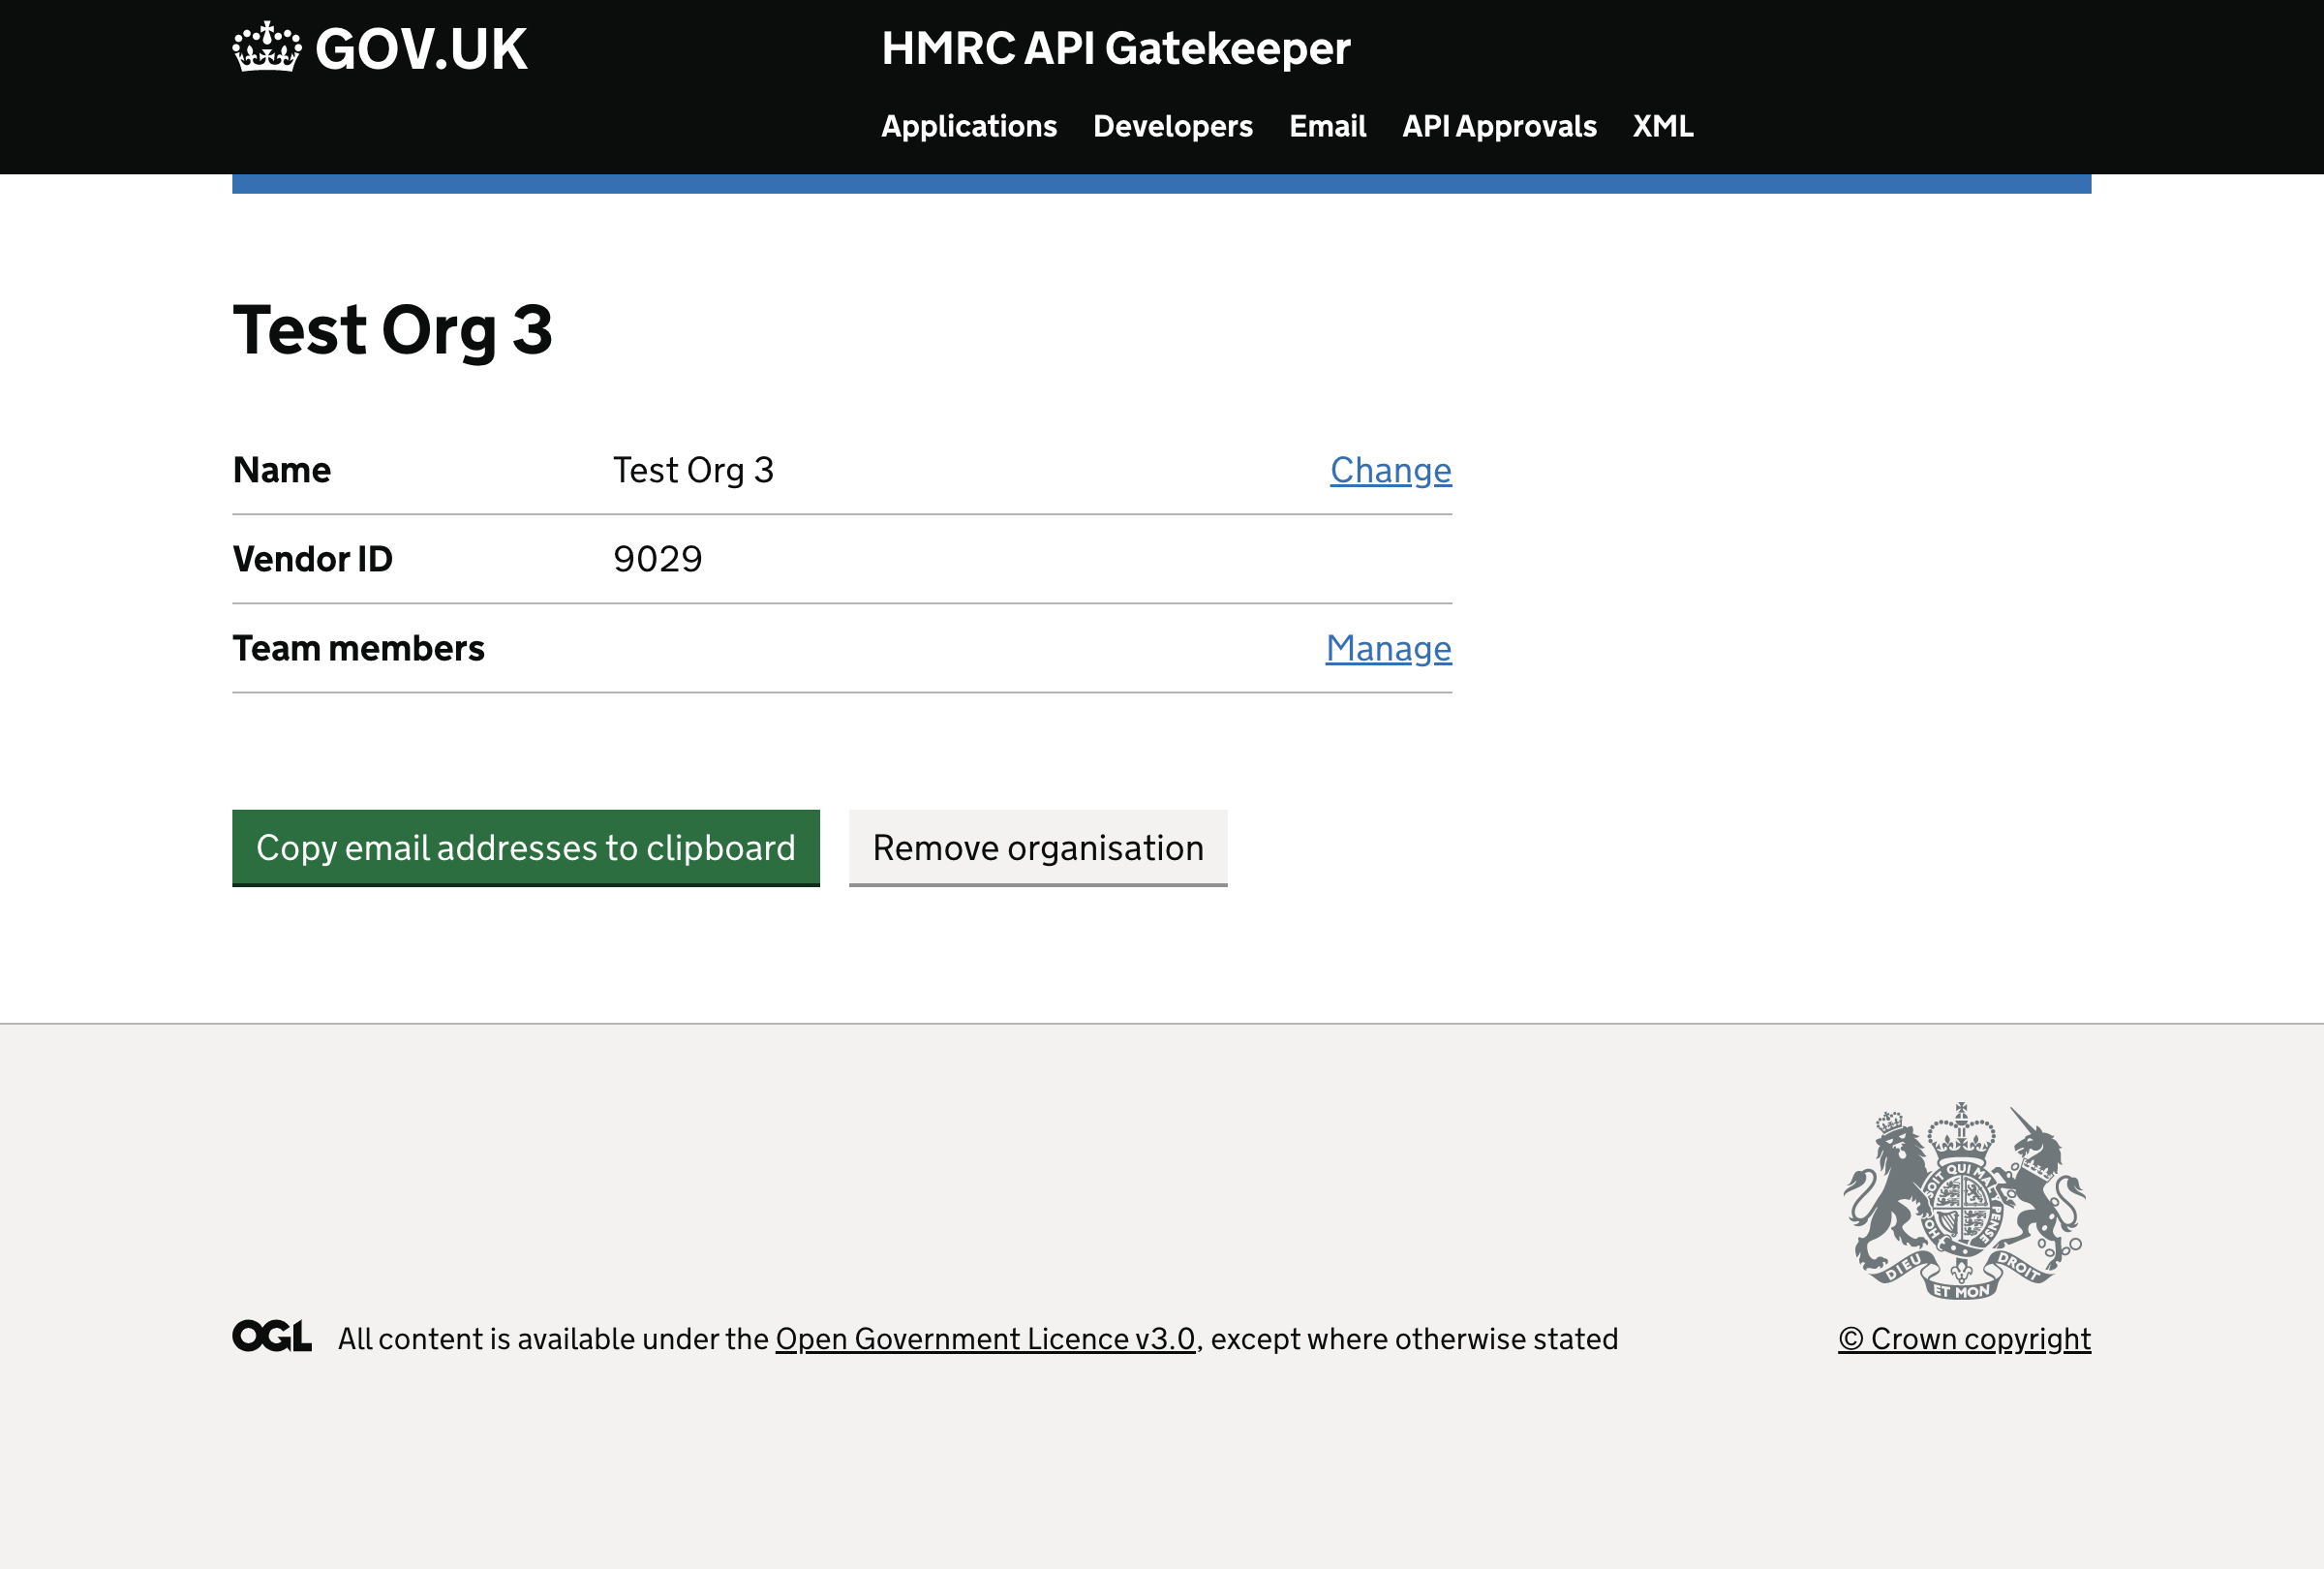 GOV.UK
HMRC API Gatekeeper
Applications Developers Email API Approvals XML
Test Org 3
Name Test Org 3 Change
Vendor ID 9029
Team members Manage
Copy email addresses to clipboard Remove organisation
SOIT QUI MAL Y PENSE
HO
DIEU ET MON DROIT
OGL All content is available under the Open Government Licence v3.0, except where otherwise stated © Crown copyright